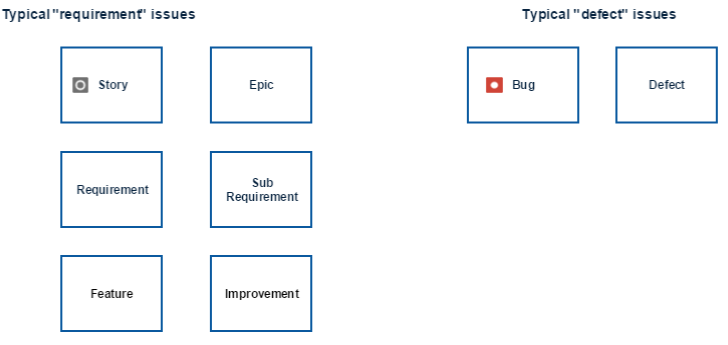 Typical "requirement" issues
Typical "defect" issues
Story
Epic
Bug
Defect
Requirement
Sub
Requirement
Feature
Improvement